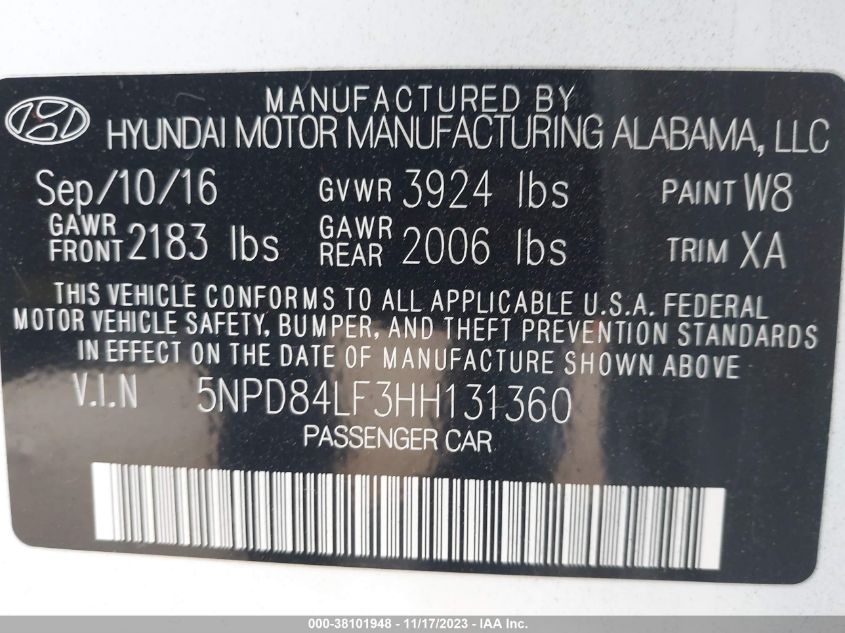 MANUFACTURED BY
HYUNDAI MOTOR MANUFACTURING ALABAMA, LLC
Sep/10/16 GVWR 3924 lbs PAINT W8
GAWR FRONT 2183 lbs GAWR REAR 2006 lbs TRIM XA
THIS VEHICLE CONFORMS TO ALL APPLICABLE U.S.A. FEDERAL
MOTOR VEHICLE SAFETY, BUMPER, AND THEFT PREVENTION STANDARDS
IN EFFECT ON THE DATE OF MANUFACTURE SHOWN ABOVE
V.I.N 5NPD84LF3HH131360
PASSENGER CAR
000-38101948 - 11/17/2023 - IAA Inc.